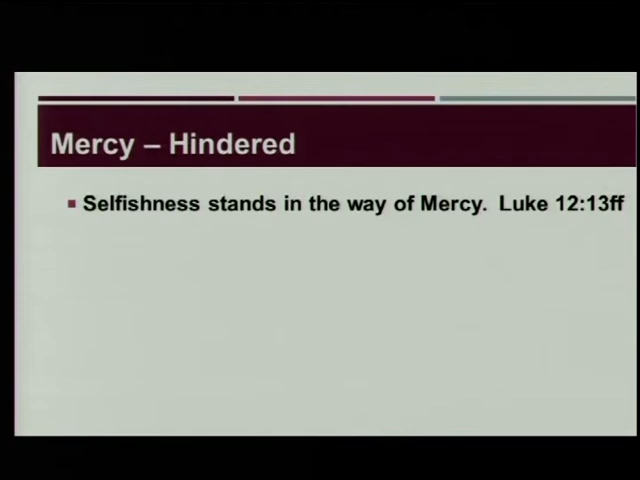 Mercy – Hindered
Selfishness stands in the way of Mercy. Luke 12:13ff